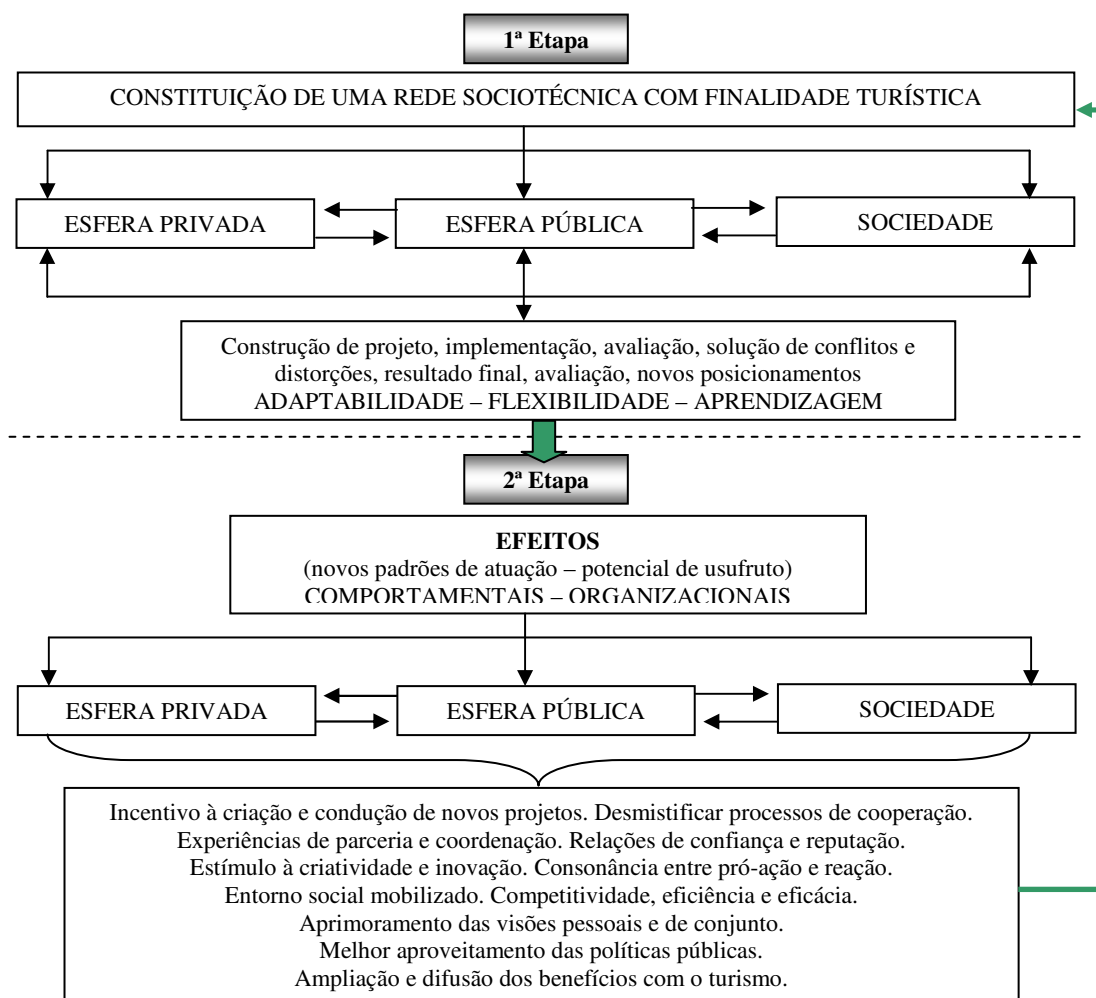 1ª Etapa
CONSTITUIÇÃO DE UMA REDE SOCIOTÉCNICA COM FINALIDADE TURÍSTICA
ESFERA PRIVADA
ESFERA PÚBLICA
SOCIEDADE
Construção de projeto, implementação, avaliação, solução de conflitos e
distorções, resultado final, avaliação, novos posicionamentos
ADAPTABILIDADE – FLEXIBILIDADE – APRENDIZAGEM
2ª Etapa
EFEITOS
(novos padrões de atuação – potencial de usufruto)
COMPORTAMENTAIS – ORGANIZACIONAIS
ESFERA PRIVADA
ESFERA PÚBLICA
SOCIEDADE
Incentivo à criação e condução de novos projetos. Desmistificar processos de cooperação.
Experiências de parceria e coordenação. Relações de confiança e reputação.
Estímulo à criatividade e inovação. Consonância entre pró-ação e reação.
Entorno social mobilizado. Competitividade, eficiência e eficácia.
Aprimoramento das visões pessoais e de conjunto.
Melhor aproveitamento das políticas públicas.
Ampliação e difusão dos benefícios com o turismo.